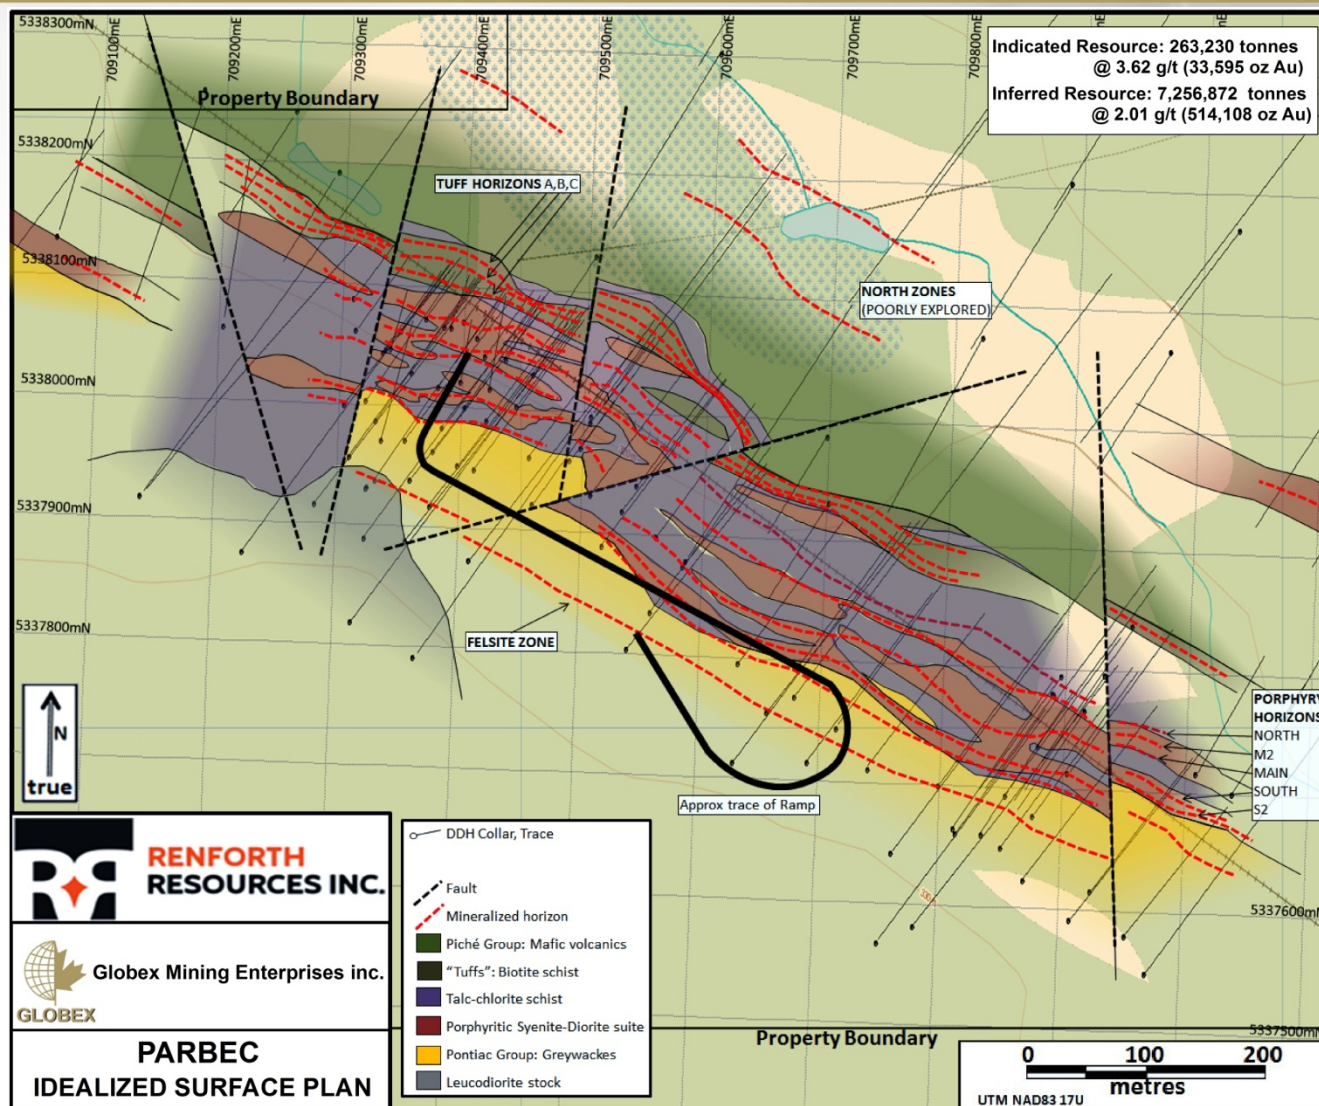 5338300mN
709100mE
709200mE
709300mE
709400mE
709500mE
709600mE
709700mE
709800mE
Indicated Resource: 263,230 tonnes
@ 3.62 g/t (33,595 oz Au)
Inferred Resource: 7,256,872 tonnes
@ 2.01 g/t (514,108 oz Au)
Property Boundary
5338200mN
TUFF HORIZONS A,B,C
5338100mN
NORTH ZONES
(POORLY EXPLORED)
5338000mN
5337900mN
5337800mN
FELSITE ZONE
N
true
PORPHYRY
HORIZONS
NORTH
M2
MAIN
SOUTH
S2
Approx trace of Ramp
RENFORTH
RESOURCES INC.
GLOBEX
Globex Mining Enterprises inc.
PARBEC
IDEALIZED SURFACE PLAN
DDH Collar, Trace
Fault
Mineralized horizon
Piché Group: Mafic volcanics
“Tuffs”: Biotite schist
Talc-chlorite schist
Porphyritic Syenite-Diorite suite
Pontiac Group: Greywackes
Leucodiorite stock
5337600mN
5337500mN
Property Boundary
0 100 200
metres
UTM NAD83 17U